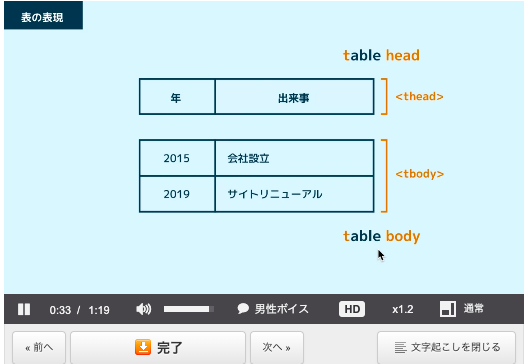 表の表現
table head
年 出来事 <thead>
2015 会社設立
<tbody>
2019 サイトリニューアル
table body
0:33 / 1:19 男性ボイス HD x1.2 通常
« 前へ 完了 次へ » 文字起こしを閉じる